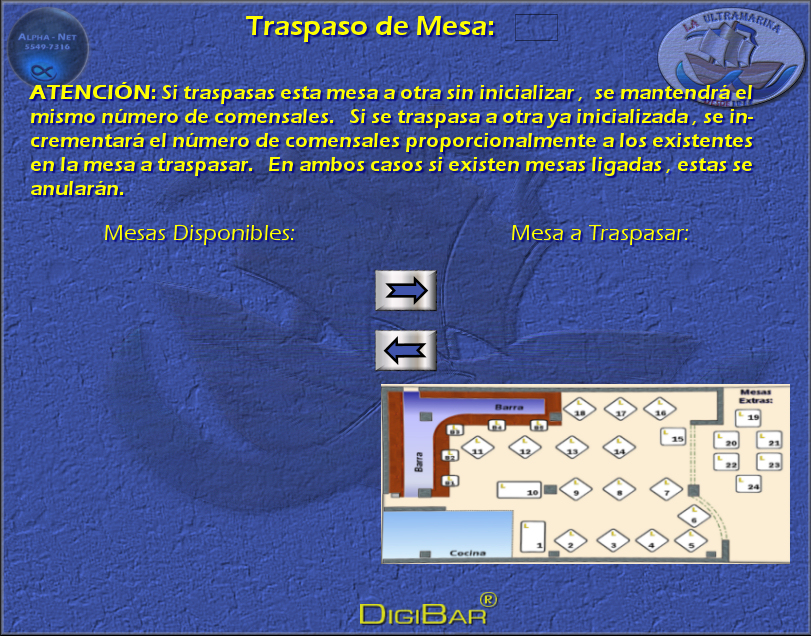 Traspaso de Mesa:
ALPHA - NET
5549-7316
LA ULTRAMARINA
ATENCIÓN: Si traspasas esta mesa a otra sin inicializar , se mantendrá el
mismo número de comensales. Si se traspasa a otra ya inicializada , se in-
crementará el número de comensales proporcionalmente a los existentes
en la mesa a traspasar. En ambos casos si existen mesas ligadas , estas se
anularán.
Mesas Disponibles:
Mesa a Traspasar:
Mesas
Extras:
Barra
18
17
16
19
B3
B4
B5
15
20
21
Barra
B2
11
12
13
14
22
23
B1
10
9
8
7
24
6
Cocina
1
2
3
4
5
DIGIBAR®